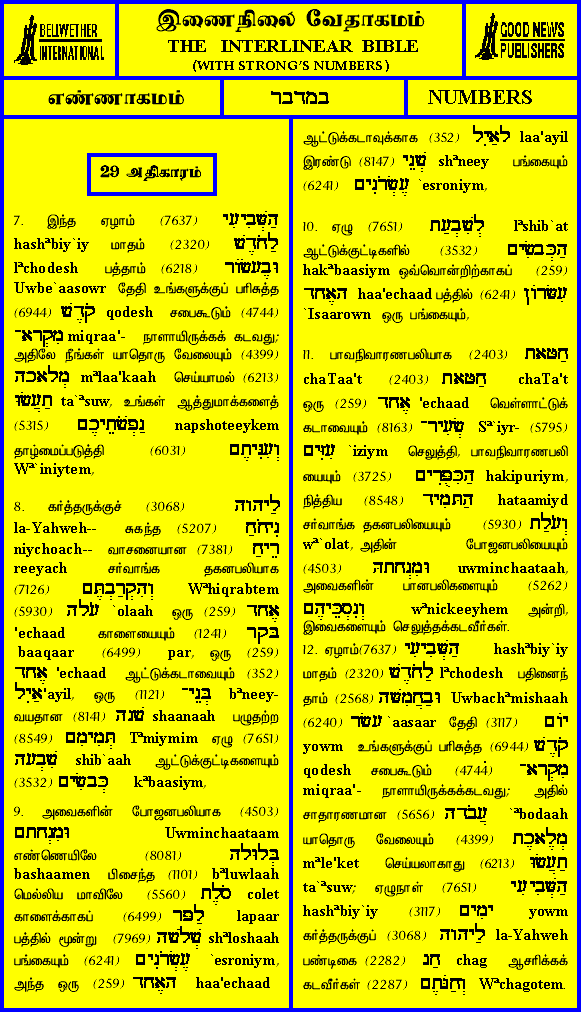 BELLWETHER
INTERNATIONAL
இணைநிலை வேதாகமம்
THE INTERLINEAR BIBLE
(WITH STRONG'S NUMBERS)
GOOD NEWS
PUBLISHERS
எண்ணாகமம்
במדבר
NUMBERS
29 அதிகாரம்
7. இந்த ஏழாம் (7637) הַשְּׁבִיעִי
hashªbiy`iy மாதம் (2320) לַחֹדֶשׁ
lªchodesh பத்தாம் (6218) וּבֶעָשׂוֹר
Uwbe`aasowr தேதி உங்களுக்குப் பரிசுத்த
(6944) קֹדֶשׁ qodesh சபைகூடும் (4744)
מִקְרָא־ miqraa'- நாளாயிருக்கக் கடவது;
அதிலே நீங்கள் யாதொரு வேலையும் (4399)
מְלָאכָה mªlaa'kaah செய்யாமல் (6213)
תַעֲשׂוּ ta`ªsuw, உங்கள் ஆத்துமாக்களைத்
(5315) נַפְשֹׁתֵיכֶם napshoteeykem
தாழ்மைப்படுத்தி (6031) וְעִנִּיתֶם
Wª`iniytem,
8. கர்த்தருக்குச் (3068) לַיהוָה
la-Yahweh-- சுகந்த (5207) נִיחֹחַ
niychoach-- வாசனையான (7381) רֵיחַ
reeyach சர்வாங்க தகனபலியாக
(7126) וְהִקְרַבְתֶּם Wªhiqrabtem
(5930) עֹלָה `olaah ஒரு (259) אֶחָד
'echaad காளையையும் (1241) בָּקָר
baaqaar (6499) par, ஒரு (259)
אֶחָד 'echaad ஆட்டுக்கடாவையும் (352)
אַיִל 'ayil, ஒரு (1121) בְּנֵי־ bªneey-
வயதான (8141) שָׁנָה shaanaah பழுதற்ற
(8549) תְּמִימִם Tªmiymim ஏழு (7651)
שִׁבְעָה shib`aah ஆட்டுக்குட்டிகளையும்
(3532) כְּבָשִׂים kªbaasiym,
9. அவைகளின் போஜனபலியாக (4503)
וּמִנְחָתָם Uwminchaataam
எண்ணெயிலே (8081) בְּלוּלָה
bashaamen பிசைந்த (1101) bªluwlaah
மெல்லிய மாவிலே (5560) סֹלֶת colet
காளைக்காகப் (6499) לַפָּר lapaar
பத்தில் மூன்று (7969) שְׁלֹשָׁה shªloshaah
பங்கையும் (6241) עֶשְׂרֹנִים `esroniym,
அந்த ஒரு (259) הָאֶחָד haa'echaad
ஆட்டுக்கடாவுக்காக (352) לָאַיִל laa'ayil
இரண்டு (8147) שְׁנֵי shªneey பங்கையும்
(6241) עֶשְׂרֹנִים `esroniym,
10. ஏழு (7651) לְשִׁבְעַת lªshib`at
ஆட்டுக்குட்டிகளில் (3532) הַכְּבָשִׂים
hakªbaasiym ஒவ்வொன்றிற்காகப் (259)
הָאֶחָד haa'echaad பத்தில் (6241) עִשָּׂרוֹן
`Isaarown ஒரு பங்கையும்,
11. பாவநிவாரணபலியாக (2403) חַטַּאת
chaTaa't (2403) חַטָּאת chaTa't
ஒரு (259) אֶחָד 'echaad வெள்ளாட்டுக்
கடாவையும் (8163) שְׂעִיר־ Sª`iyr- (5795)
עִזִּים `iziym செலுத்தி, பாவநிவாரணபலி
யையும் (3725) הַכִּפֻּרִים hakipuriym,
நித்திய (8548) הַתָּמִיד hataamiyd
சர்வாங்க தகனபலியையும் (5930) וְעֹלַת
wª`olat, அதின் போஜனபலியையும்
(4503) וּמִנְחָתָהּ uwminchaataah,
அவைகளின் பானபலிகளையும் (5262)
וְנִסְכֵּיהֶם wªnickeeyhem அன்றி,
இவைகளையும் செலுத்தக்கடவீர்கள்.
12. ஏழாம்(7637) הַשְּׁבִיעִי hashªbiy`iy
மாதம் (2320) לַחֹדֶשׁ lªchodesh பதினைந்
தாம் (2568) וּבַחֲמִשָּׁה Uwbachªmishaah
(6240) עָשָׂר `aasaar தேதி (3117) יוֹם
yowm உங்களுக்குப் பரிசுத்த (6944) קֹדֶשׁ
qodesh சபைகூடும் (4744) מִקְרָא־
miqraa'- நாளாயிருக்கக்கடவது; அதில்
சாதாரணமான (5656) עֲבֹדָה `ªbodaah
யாதொரு வேலையும் (4399) מְלֶאכֶת
mªle'ket செய்யலாகாது (6213) תַעֲשׂוּ
ta`ªsuw; ஏழுநாள் (7651) הַשְּׁבִיעִי
hashªbiy`iy (3117) יָמִים yowm
கர்த்தருக்குப் (3068) לַיהוָה la-Yahweh
பண்டிகை (2282) חַג chag ஆசரிக்கக்
கடவீர்கள் (2287) וְחַגֹּתֶם Wªchagotem.